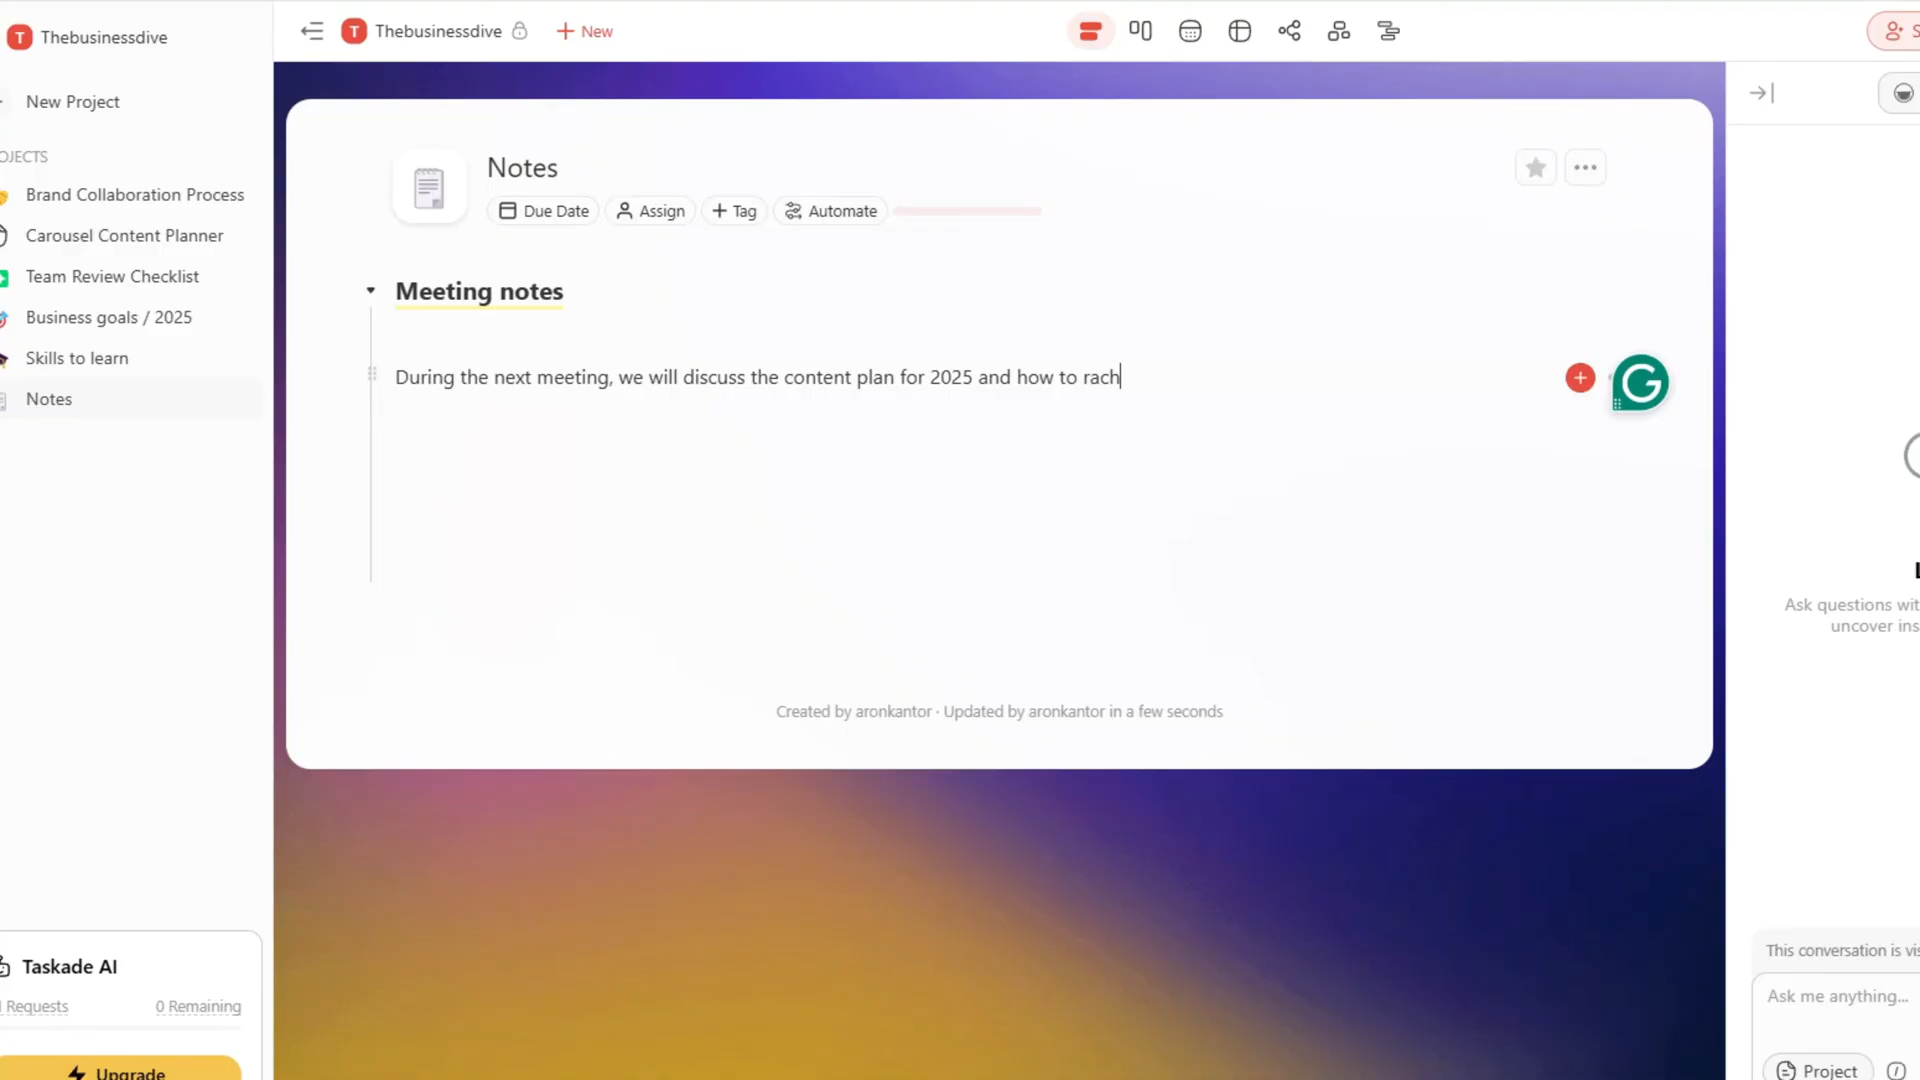 T Thebusinessdive
New Project
OJECTS
Brand Collaboration Process
Carousel Content Planner
Team Review Checklist
Business goals / 2025
Skills to learn
Notes
Taskade AI
Requests 0 Remaining
Upgrade
T Thebusinessdive + New
Notes
Due Date Assign + Tag Automate
Meeting notes
During the next meeting, we will discuss the content plan for 2025 and how to rach
G
Created by aronkantor · Updated by aronkantor in a few seconds
S
Ask questions wit
uncover ins
This conversation is vis
Ask me anything...
Project